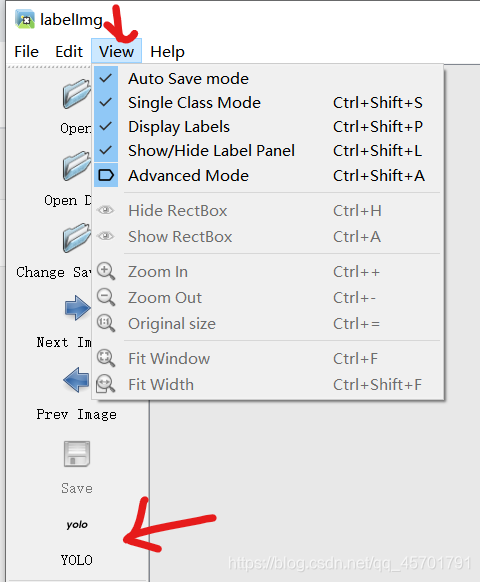 labelImg
File Edit View Help
Auto Save mode
Single Class Mode Ctrl+Shift+S
Display Labels Ctrl+Shift+P
Show/Hide Label Panel Ctrl+Shift+L
Advanced Mode Ctrl+Shift+A
Hide RectBox Ctrl+H
Show RectBox Ctrl+A
Zoom In Ctrl++
Zoom Out Ctrl+-
Original size Ctrl+=
Fit Window Ctrl+F
Fit Width Ctrl+Shift+F
Open
Open D
Change Sav
Next Im
Prev Image
Save
yolo
YOLO
https://blog.csdn.net/qq_45701791